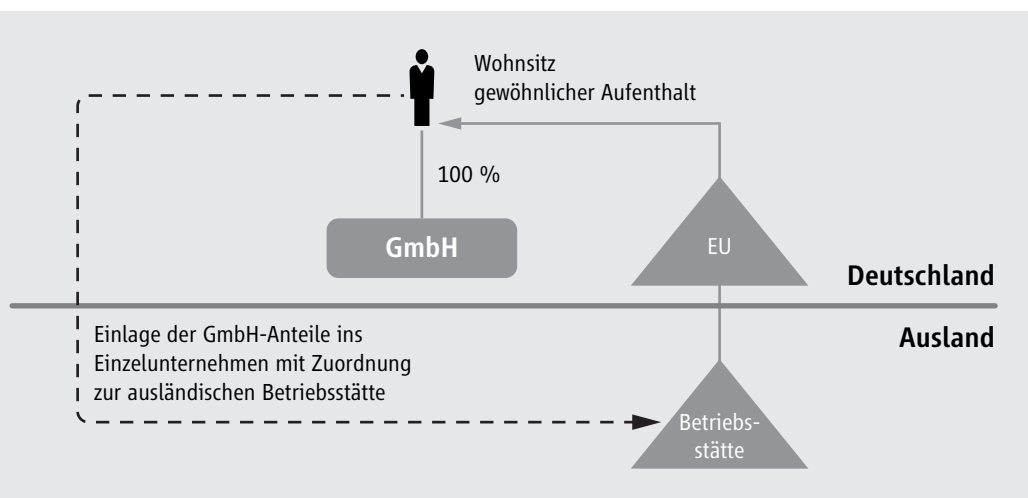 Wohnsitz
gewöhnlicher Aufenthalt
100 %
GmbH
EU
Deutschland
Ausland
Einlage der GmbH-Anteile ins
Einzelunternehmen mit Zuordnung
zur ausländischen Betriebsstätte
Betriebs-
stätte